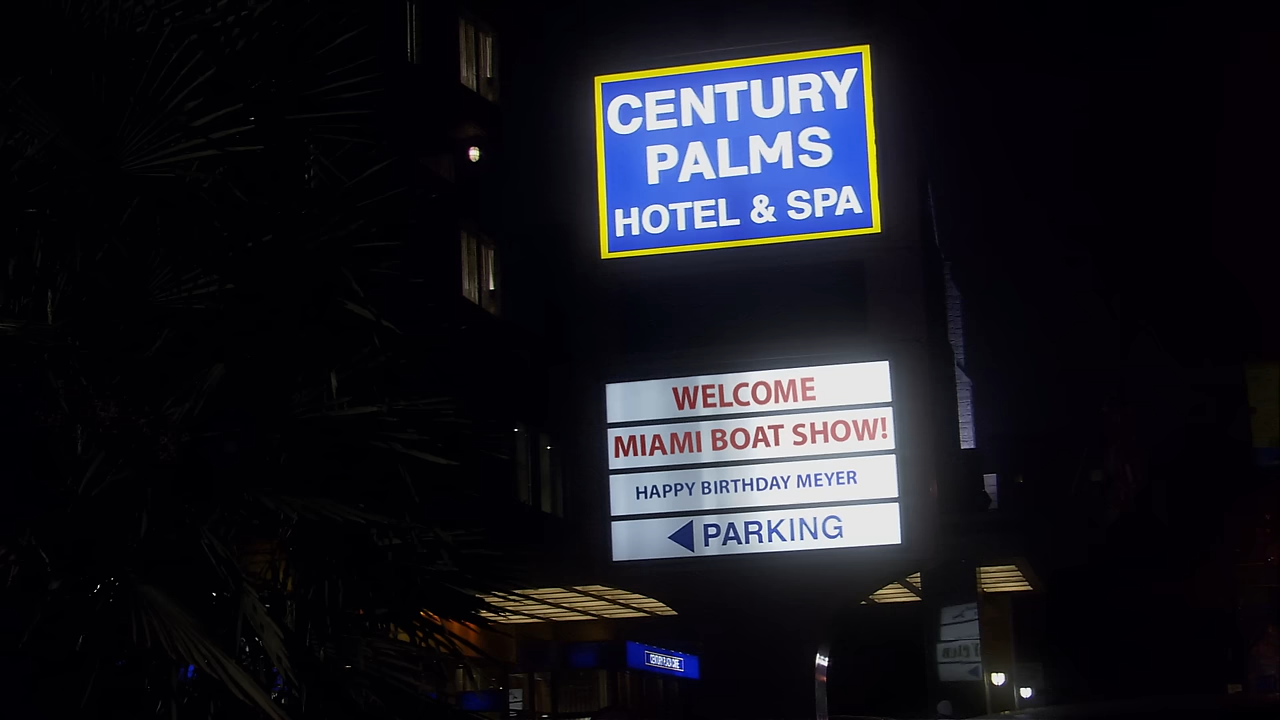 CENTURY
PALMS
HOTEL & SPA
WELCOME
MIAMI BOAT SHOW!
HAPPY BIRTHDAY MEYER
PARKING